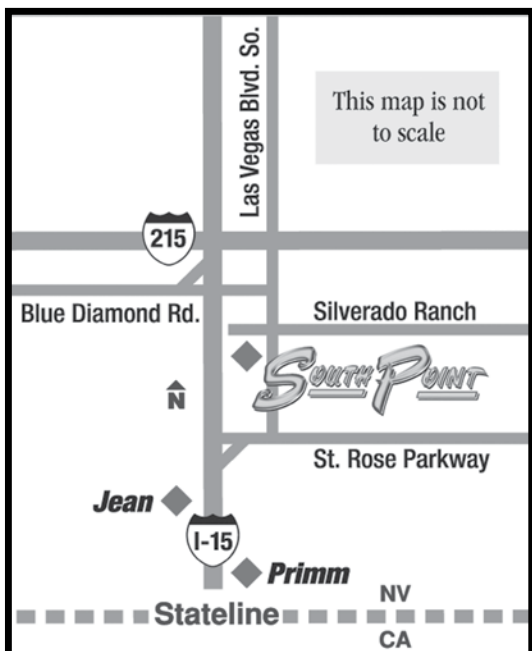 Las Vegas Blvd. So.
This map is not
to scale
215
Blue Diamond Rd.
Silverado Ranch
SOUTH POINT
N
St. Rose Parkway
Jean
I-15
Primm
NV
Stateline
CA